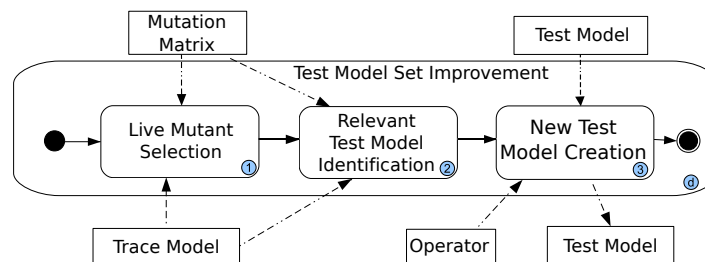 Mutation
Matrix
Test Model
Test Model Set Improvement
Live Mutant
Selection
1
Relevant
Test Model
Identification
2
New Test
Model Creation
3
d
Trace Model
Operator
Test Model